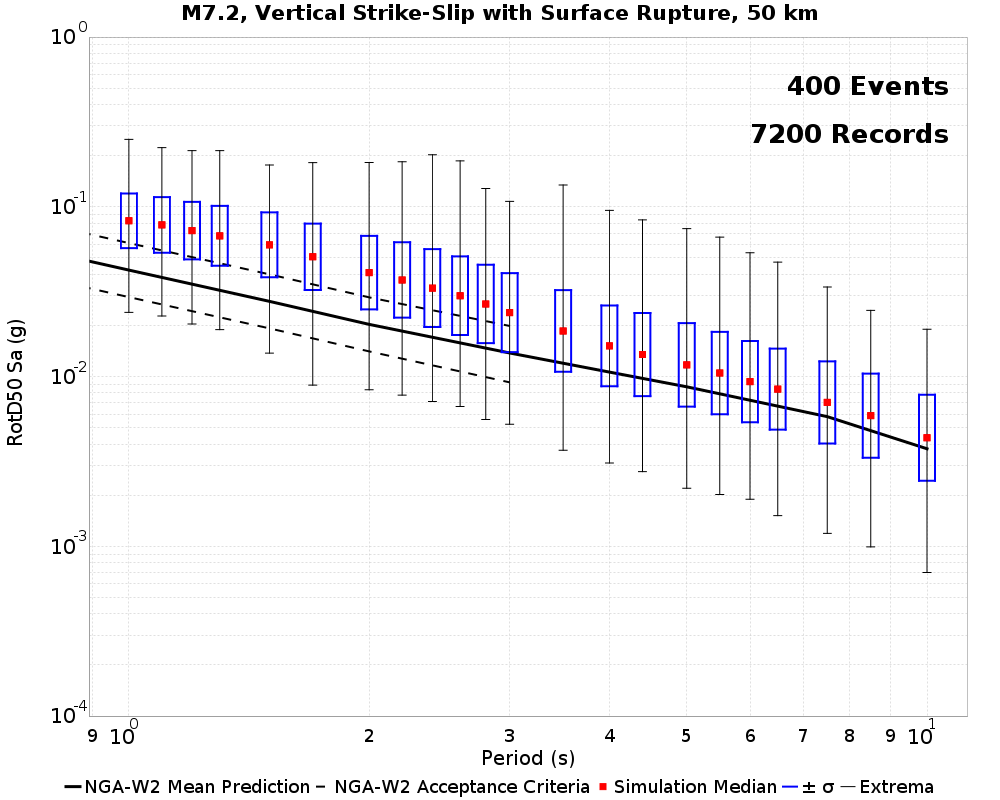 M7.2, Vertical Strike-Slip with Surface Rupture, 50 km
400 Events
7200 Records
10^0
10^-1
10^-2
10^-3
10^-4
RotD50 Sa (g)
9 10^0 2 3 4 5 6 7 8 9 10^1
Period (s)
NGA-W2 Mean Prediction NGA-W2 Acceptance Criteria Simulation Median ± σ Extrema